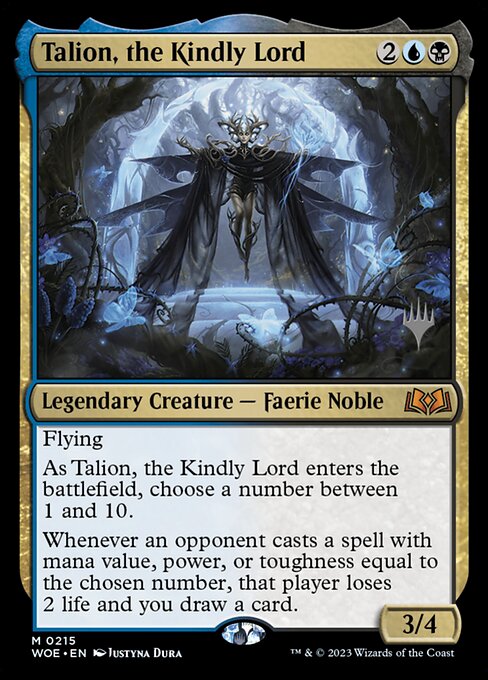 Talion, the Kindly Lord 2
Legendary Creature — Faerie Noble
Flying
As Talion, the Kindly Lord enters the
battlefield, choose a number between
1 and 10.
Whenever an opponent casts a spell with
mana value, power, or toughness equal to
the chosen number, that player loses
2 life and you draw a card.
3/4
M 0215
WOE • EN Justyna Dura
™ & © 2023 Wizards of the Coast